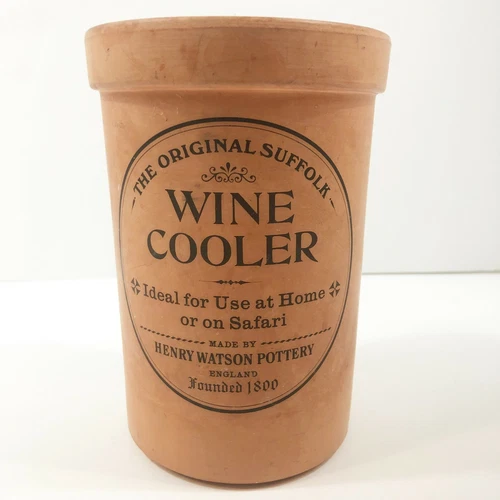 THE ORIGINAL SUFFOLK
WINE
COOLER
Ideal for Use at Home
or on Safari
MADE BY
HENRY WATSON POTTERY
ENGLAND
Founded 1800